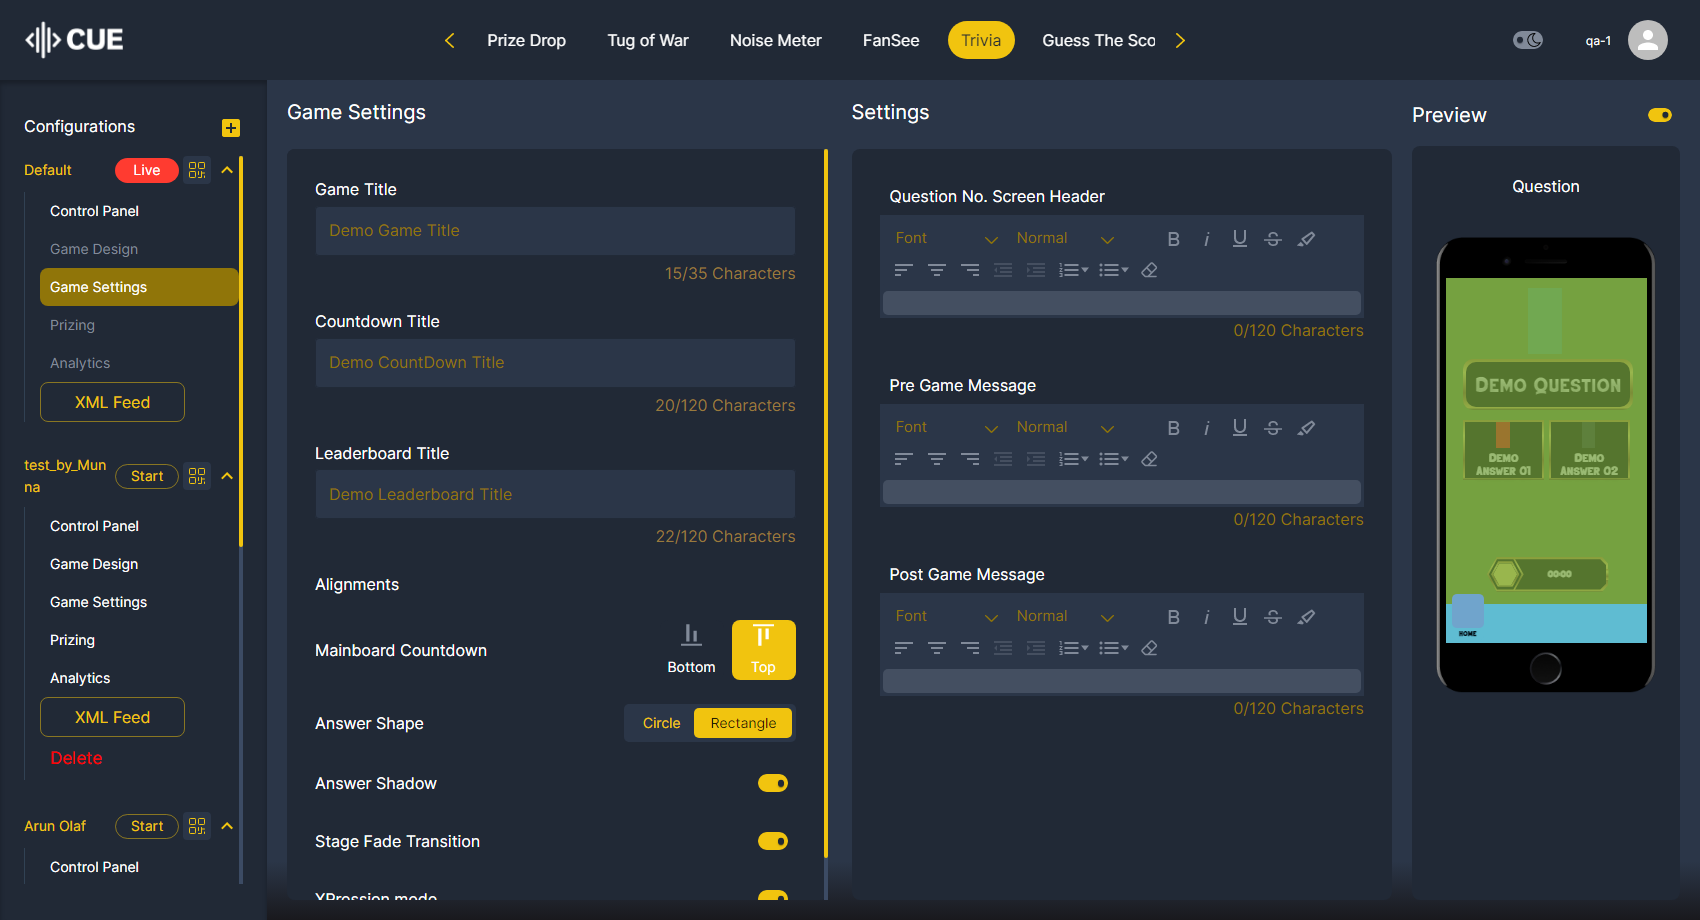 CUE
Prize Drop
Tug of War
Noise Meter
FanSee
Trivia
Guess The Sco
qa-1
Configurations
Default
Live
Control Panel
Game Design
Game Settings
Prizing
Analytics
XML Feed
test_by_Mun
na
Start
Control Panel
Game Design
Game Settings
Prizing
Analytics
XML Feed
Delete
Arun Olaf
Start
Control Panel
Game Settings
Game Title
Demo Game Title
15/35 Characters
Countdown Title
Demo CountDown Title
20/120 Characters
Leaderboard Title
Demo Leaderboard Title
22/120 Characters
Alignments
Mainboard Countdown
Bottom
Top
Answer Shape
Circle
Rectangle
Answer Shadow
Stage Fade Transition
XPression mode
Settings
Question No. Screen Header
Font
Normal
B i U S
0/120 Characters
Pre Game Message
Font
Normal
B i U S
0/120 Characters
Post Game Message
Font
Normal
B i U S
0/120 Characters
Preview
Question
DEMO QUESTION
DEMO
ANSWER 01
DEMO
ANSWER 02
00:00
HOME